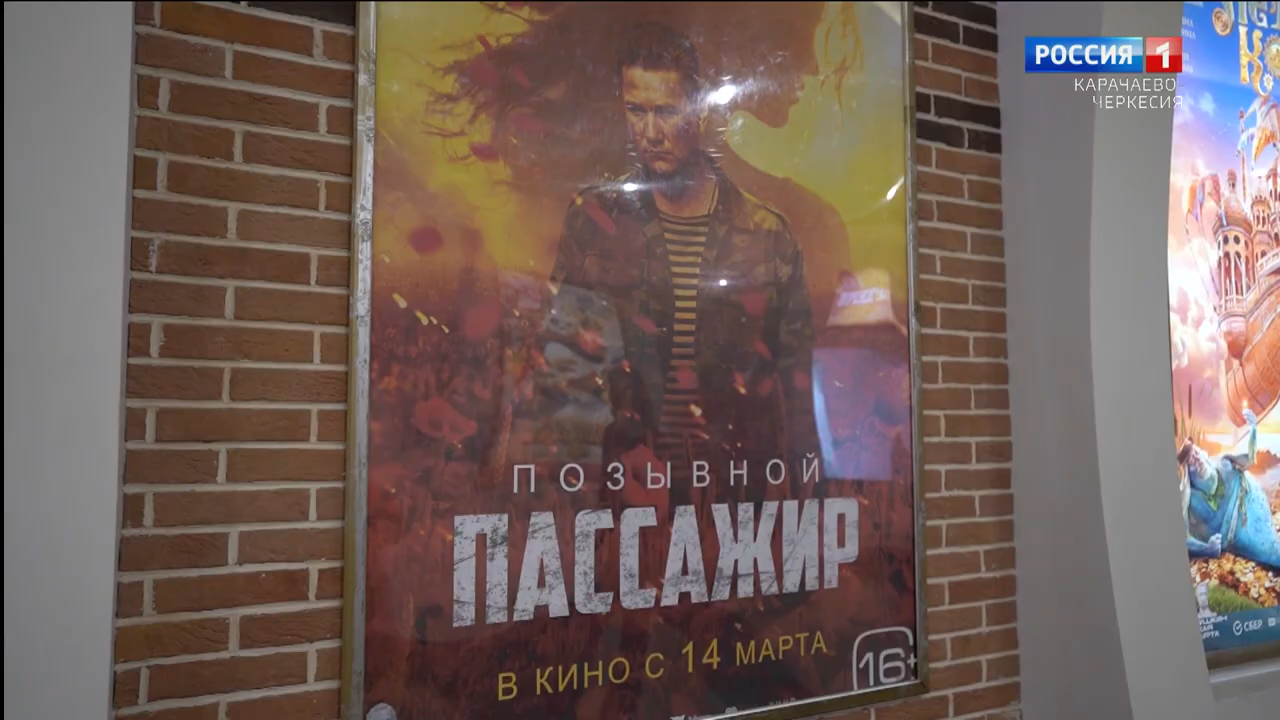 РОССИЯ 1
КАРАЧАЕВО-
ЧЕРКЕСИЯ
ПОЗЫВНОЙ
ПАССАЖИР
В КИНО С 14 МАРТА
16+
СБЕР